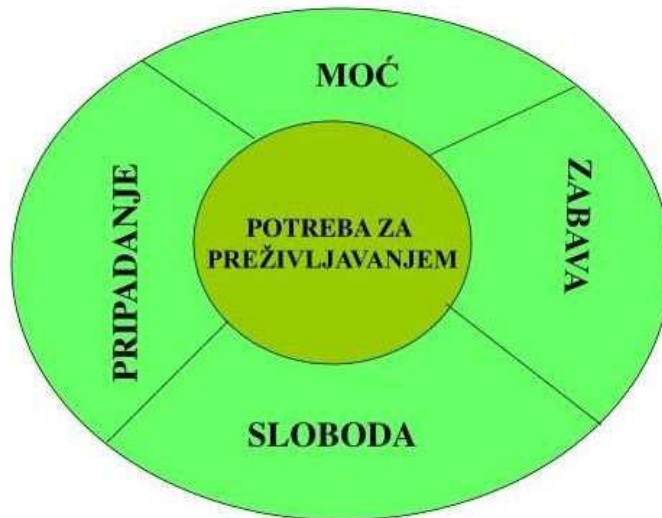 MOĆ
PRIPADANJE
POTREBA ZA
PREŽIVLJAVANJEM
ZABAVA
SLOBODA